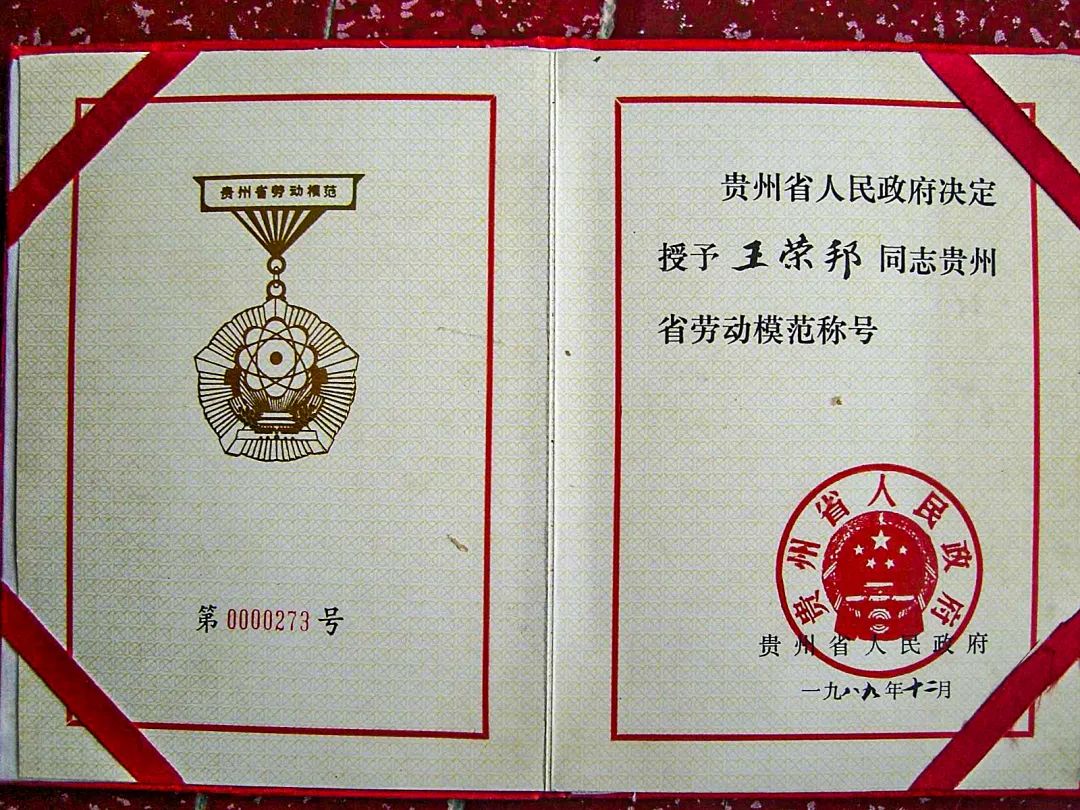 贵州省劳动模范
第0000273号
贵州省人民政府决定
授予 王荣邦 同志贵州
省劳动模范称号
贵州省人民政府
贵州省人民政府
一九八九年十二月